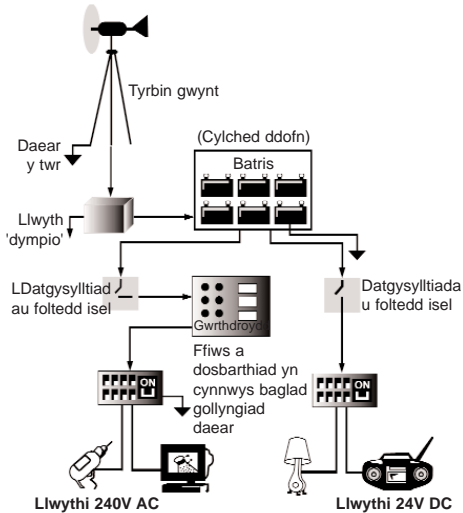 Tyrbin gwynt
Daear
y twr
(Cylched ddofn)
Batris
Llwyth
'dympio'
LDatgysylltiad
au foltedd isel
Gwrthdroyd
Datgysylltiada
u foltedd isel
Ffiws a
dosbarthiad yn
cynnwys baglad
gollyngiad
daear
ON
ON
Llwythi 240V AC
Llwythi 24V DC